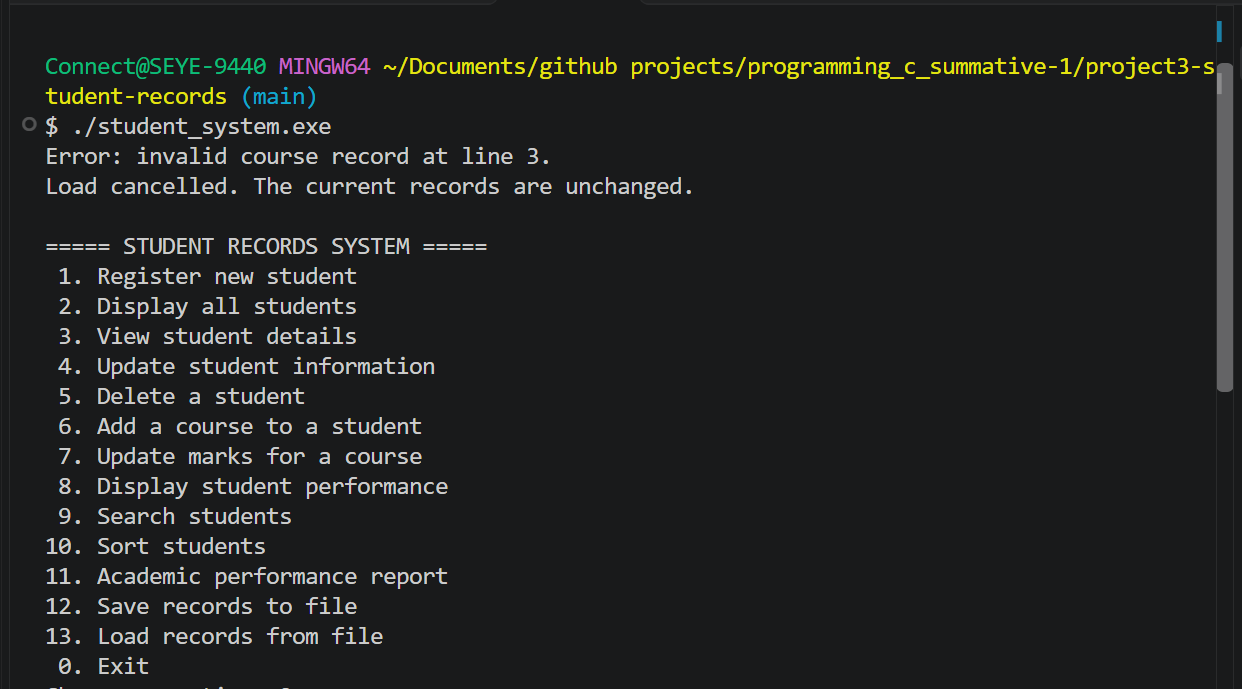 Connect@SEYE-9440 MINGW64 ~/Documents/github projects/programming_c_summative-1/project3-s
tudent-records (main)
$ ./student_system.exe
Error: invalid course record at line 3.
Load cancelled. The current records are unchanged.
===== STUDENT RECORDS SYSTEM =====
1. Register new student
2. Display all students
3. View student details
4. Update student information
5. Delete a student
6. Add a course to a student
7. Update marks for a course
8. Display student performance
9. Search students
10. Sort students
11. Academic performance report
12. Save records to file
13. Load records from file
0. Exit